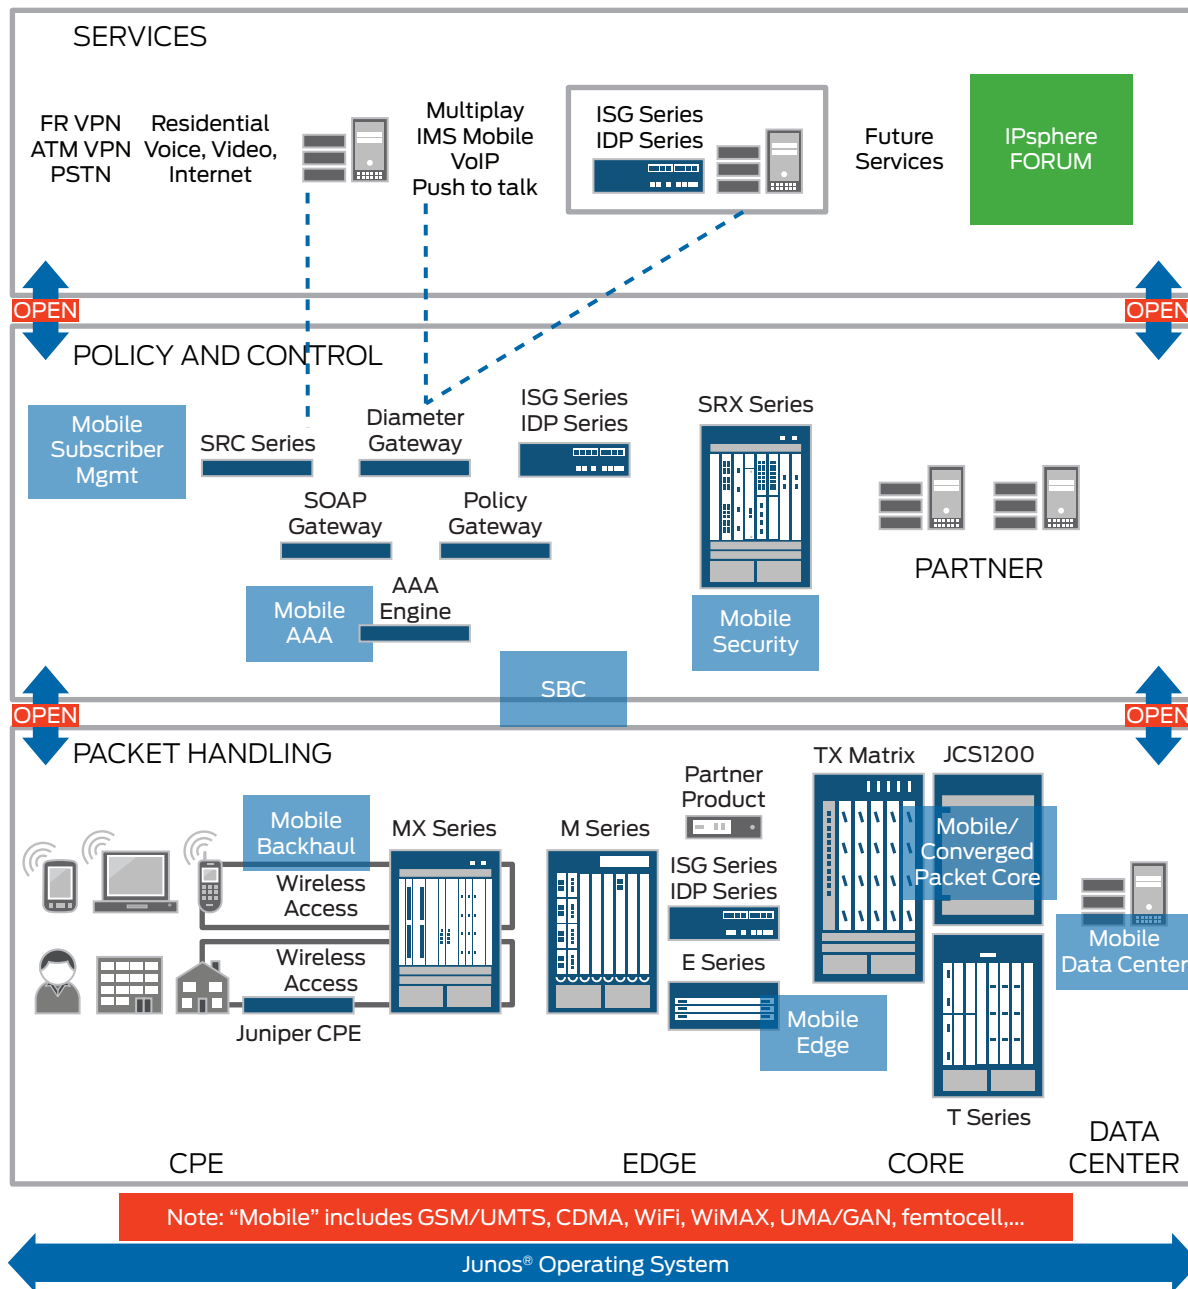 SERVICES
FR VPN
ATM VPN
PSTN
Residential
Voice, Video,
Internet
Multiplay
IMS Mobile
VoIP
Push to talk
ISG Series
IDP Series
Future
Services
IPsphere
FORUM
OPEN
OPEN
POLICY AND CONTROL
Mobile
Subscriber
Mgmt
SRC Series
Diameter
Gateway
ISG Series
IDP Series
SRX Series
SOAP
Gateway
Policy
Gateway
PARTNER
Mobile
AAA
AAA
Engine
Mobile
Security
SBC
OPEN
OPEN
PACKET HANDLING
Mobile
Backhaul
Wireless
Access
Wireless
Access
Juniper CPE
MX Series
M Series
Partner
Product
ISG Series
IDP Series
E Series
Mobile
Edge
TX Matrix
JCS1200
Mobile/
Converged
Packet Core
T Series
Mobile
Data Center
CPE
EDGE
CORE
DATA
CENTER
Note: “Mobile” includes GSM/UMTS, CDMA, WiFi, WiMAX, UMA/GAN, femtocell,...
Junos® Operating System